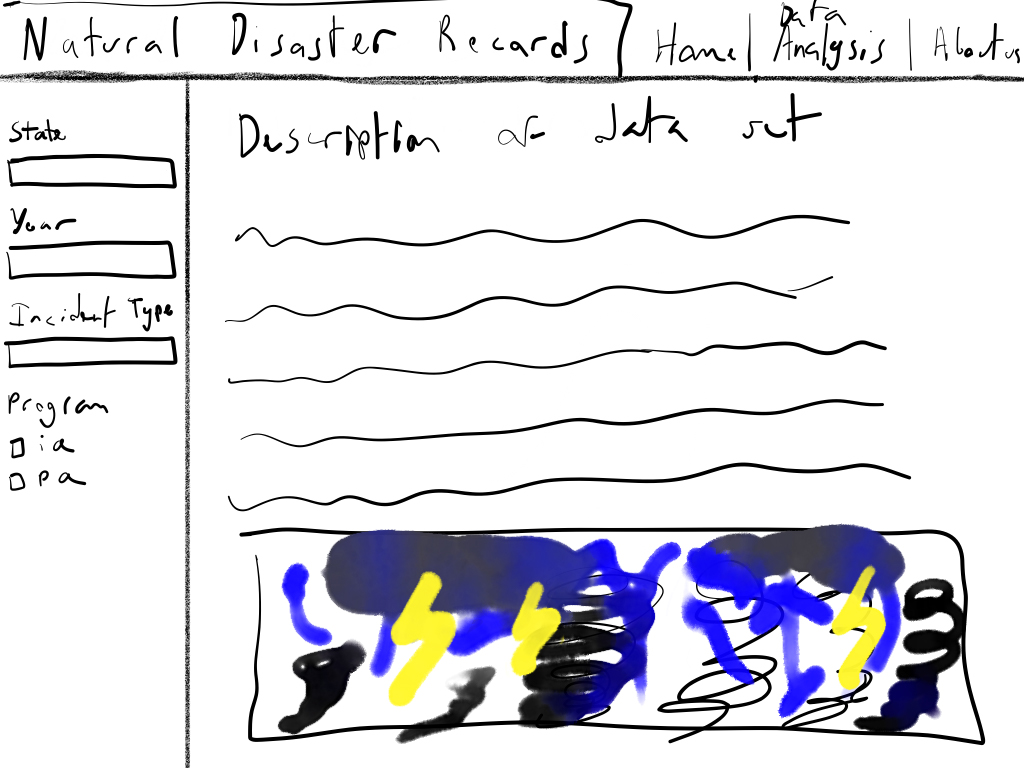 Natural Disaster Records
Home
Data
Analysis
About us
State
Year
Incident Type
Program
ia
pa
Description of data set